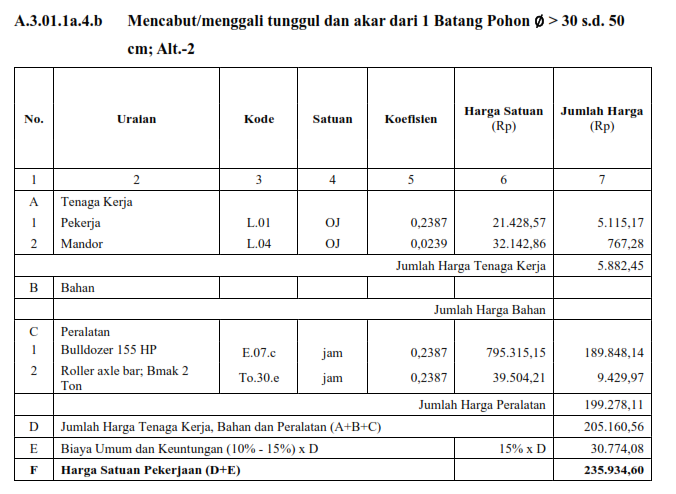 A.3.01.1a.4.b Mencabut/menggali tunggul dan akar dari 1 Batang Pohon Ø > 30 s.d. 50
cm; Alt.-2
No. Uraian Kode Satuan Koefisien Harga Satuan (Rp) Jumlah Harga (Rp)
1 2 3 4 5 6 7
A Tenaga Kerja
1 Pekerja L.01 OJ 0,2387 21.428,57 5.115,17
2 Mandor L.04 OJ 0,0239 32.142,86 767,28
Jumlah Harga Tenaga Kerja 5.882,45
B Bahan
Jumlah Harga Bahan
C Peralatan
1 Bulldozer 155 HP E.07.c jam 0,2387 795.315,15 189.848,14
2 Roller axle bar; Bmak 2 Ton To.30.e jam 0,2387 39.504,21 9.429,97
Jumlah Harga Peralatan 199.278,11
D Jumlah Harga Tenaga Kerja, Bahan dan Peralatan (A+B+C) 205.160,56
E Biaya Umum dan Keuntungan (10% - 15%) x D 15% x D 30.774,08
F Harga Satuan Pekerjaan (D+E) 235.934,60